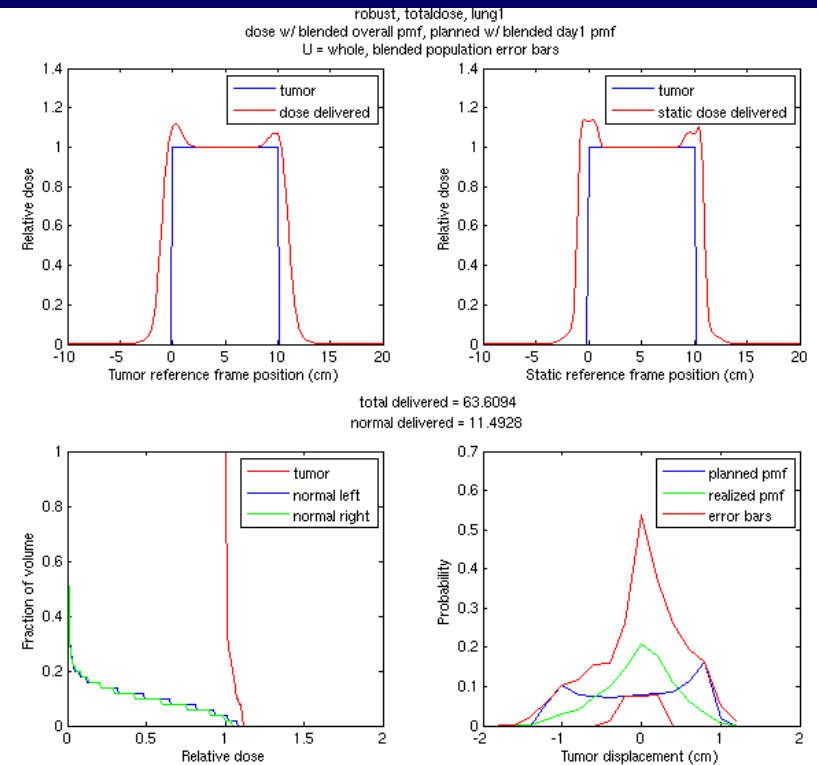 robust, totaldose, lung1
dose w/ blended overall pmf, planned w/ blended day1 pmf
U = whole, blended population error bars
1.4
1.2
1
0.8
0.6
0.4
0.2
0
-10
-5
0
5
10
15
20
Relative dose
Tumor reference frame position (cm)
tumor
dose delivered
1.4
1.2
1
0.8
0.6
0.4
0.2
0
-10
-5
0
5
10
15
20
Relative dose
Static reference frame position (cm)
tumor
static dose delivered
total delivered = 63.6094
normal delivered = 11.4928
1
0.8
0.6
0.4
0.2
0
0
0.5
1
1.5
2
Fraction of volume
Relative dose
tumor
normal left
normal right
0.7
0.6
0.5
0.4
0.3
0.2
0.1
0
-2
-1
0
1
2
Probability
Tumor displacement (cm)
planned pmf
realized pmf
error bars